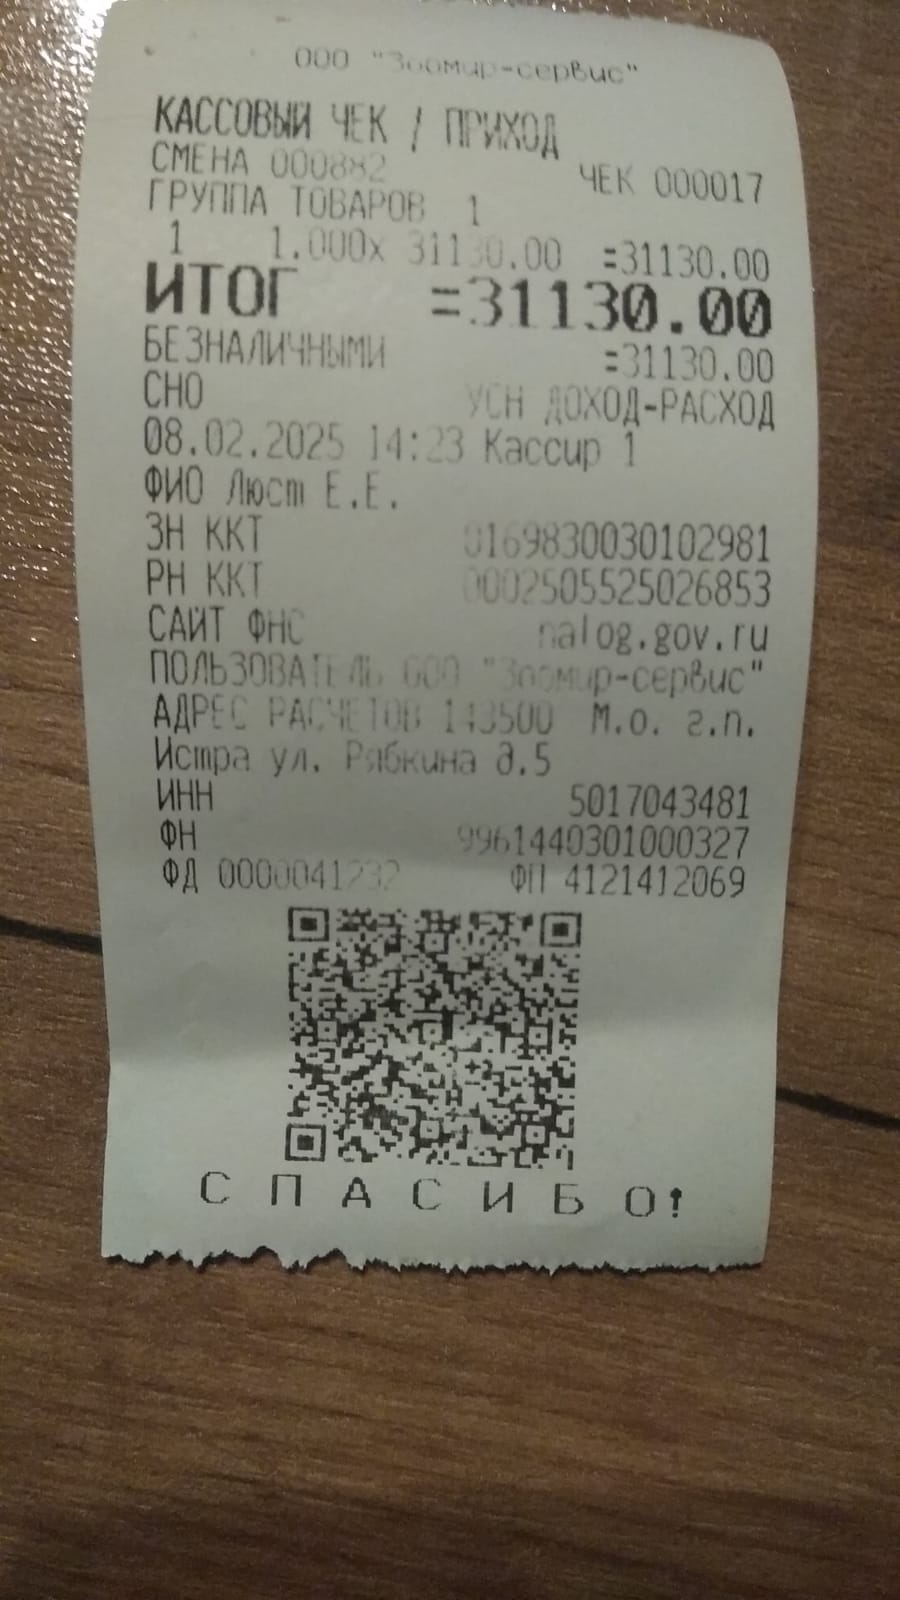 ООО "Зоомир-сервис"
КАССОВЫЙ ЧЕК / ПРИХОД
СМЕНА 000882 ЧЕК 000017
ГРУППА ТОВАРОВ 1
1 1.000x 31130.00 =31130.00
ИТОГ =31130.00
БЕЗНАЛИЧНЫМИ =31130.00
СНО УСН ДОХОД-РАСХОД
08.02.2025 14:23 Кассир 1
ФИО Люст Е.Е.
ЗН ККТ 0169830030102981
РН ККТ 0002505525026853
САЙТ ФНС nalog.gov.ru
ПОЛЬЗОВАТЕЛЬ ООО "Зоомир-сервис"
АДРЕС РАСЧЕТОВ 143500 М.о. г.п.
Истра ул. Рябкина д.5
ИНН 5017043481
ФН 9961440301000327
ФД 0000041232 ФП 4121412069
СПАСИБО!